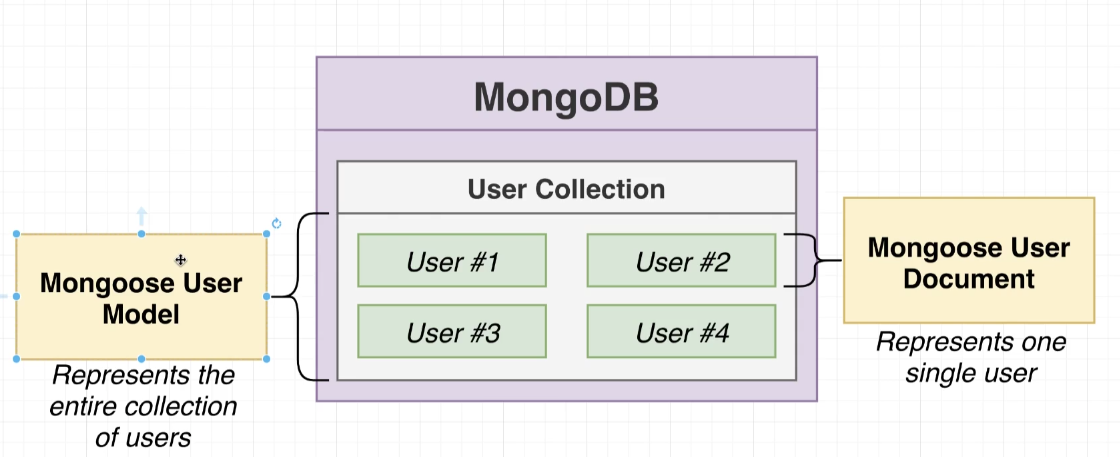 MongoDB
User Collection
User #1
User #2
User #3
User #4
Mongoose User
Model
Represents the
entire collection
of users
Mongoose User
Document
Represents one
single user